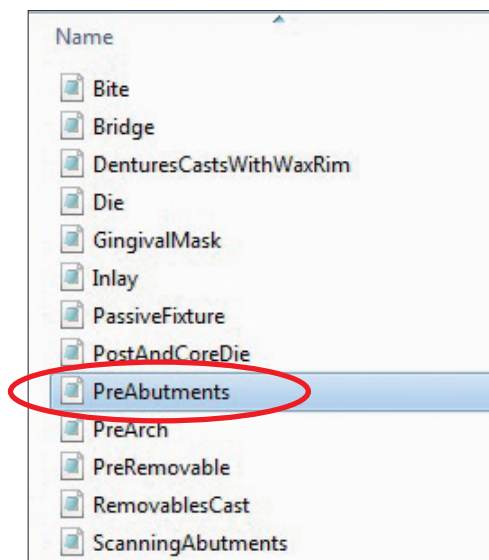 Name
Bite
Bridge
DenturesCastsWithWaxRim
Die
GingivalMask
Inlay
PassiveFixture
PostAndCoreDie
PreAbutments
PreArch
PreRemovable
RemovablesCast
ScanningAbutments